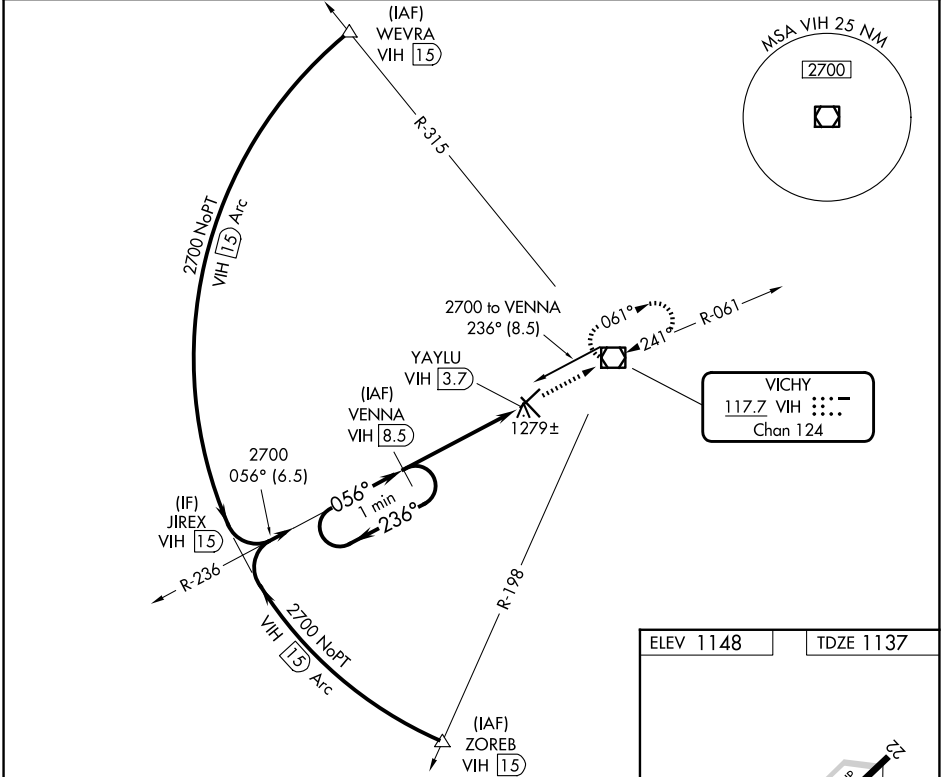 (IAF)
WEVRA
VIH 15
MSA VIH 25 NM
2700
R-315
2700 NoPT
VIH 15 Arc
2700 to VENNA
236° (8.5)
061°
241°
R-061
YAYLU
VIH 3.7
1279±
VICHY
117.7 VIH
Chan 124
(IAF)
VENNA
VIH 8.5
2700
056° (6.5)
056°
1 min
236°
(IF)
JIREX
VIH 15
R-236
R-198
2700 NoPT
VIH 15 Arc
(IAF)
ZOREB
VIH 15
ELEV 1148
TDZE 1137
22